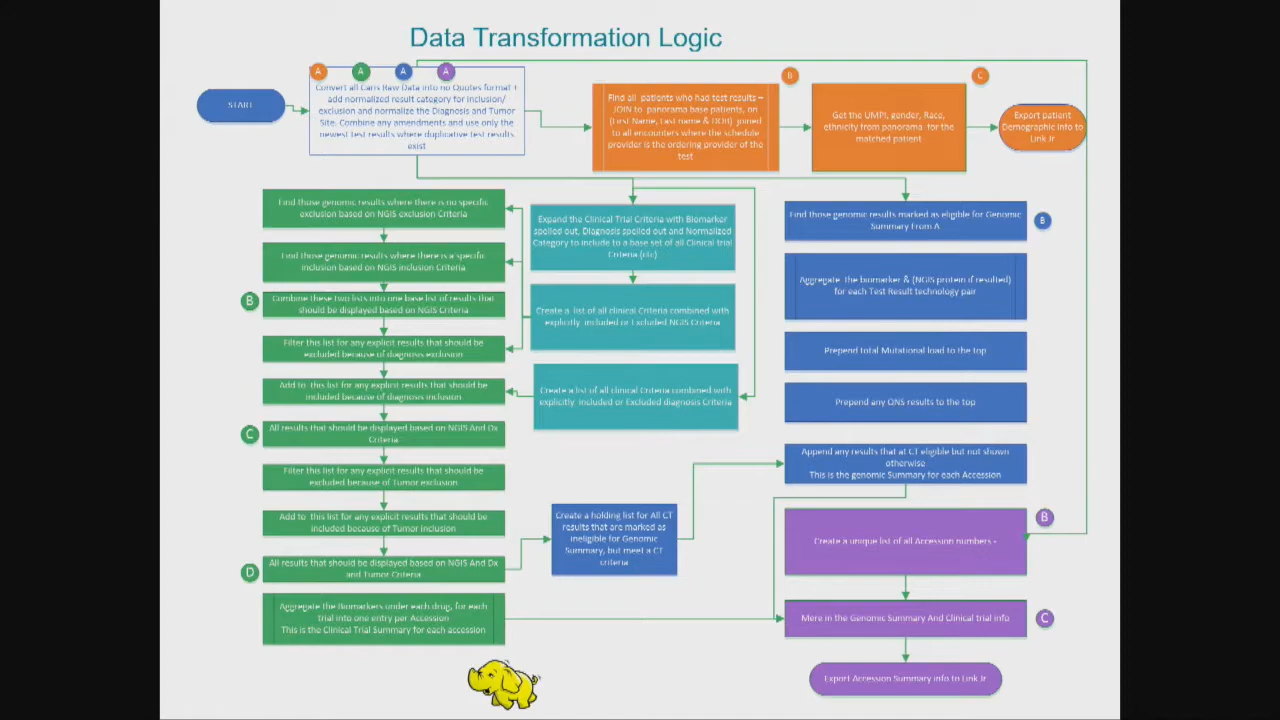 Data Transformation Logic
A
A
A
A
START
Convert all Caris Raw Data into no Quotes format +
add normalized result category for inclusion/
exclusion and normalize the Diagnosis and Tumor
Site. Combine any amendments and use only the
newest test results where duplicative test results
exist
B
Find all patients who had test results –
JOIN to panorama base patients, on
(First Name, Last name & DOB) joined
to all encounters where the schedule
provider is the ordering provider of the
test
C
Get the UMPI, gender, Race,
ethnicity from panorama for the
matched patient
Export patient
Demographic info to
Link Jr
Find those genomic results where there is no specific
exclusion based on NGIS exclusion Criteria
Find those genomic results where there is a specific
inclusion based on NGIS inclusion Criteria
B
Combine these two lists into one base list of results that
should be displayed based on NGIS Criteria
Filter this list for any explicit results that should be
excluded because of diagnosis exclusion
Add to this list for any explicit results that should be
included because of diagnosis inclusion
C
All results that should be displayed based on NGIS And Dx
Criteria
Filter this list for any explicit results that should be
excluded because of Tumor exclusion
Add to this list for any explicit results that should be
included because of Tumor inclusion
D
All results that should be displayed based on NGIS And Dx
and Tumor Criteria
Aggregate the Biomarkers under each drug, for each
trial into one entry per Accession
This is the Clinical Trial Summary for each accession
Expand the Clinical Trial Criteria with Biomarker
spelled out, Diagnosis spelled out and Normalized
Category to include to a base set of all Clinical trial
Criteria (ctc)
Create a list of all clinical Criteria combined with
explicitly included or Excluded NGIS Criteria
Create a list of all clinical Criteria combined with
explicitly included or Excluded diagnosis Criteria
Create a holding list for All CT
results that are marked as
ineligible for Genomic
Summary, but meet a CT
criteria
Find those genomic results marked as eligible for Genomic
Summary From A
B
Aggregate the biomarker & (NGIS protein if resulted)
for each Test Result technology pair
Prepend total Mutational load to the top
Prepend any QNS results to the top
Append any results that at CT eligible but not shown
otherwise
This is the genomic Summary for each Accession
B
Create a unique list of all Accession numbers -
Mere in the Genomic Summary And Clinical trial info
C
Export Accession Summary info to Link Jr